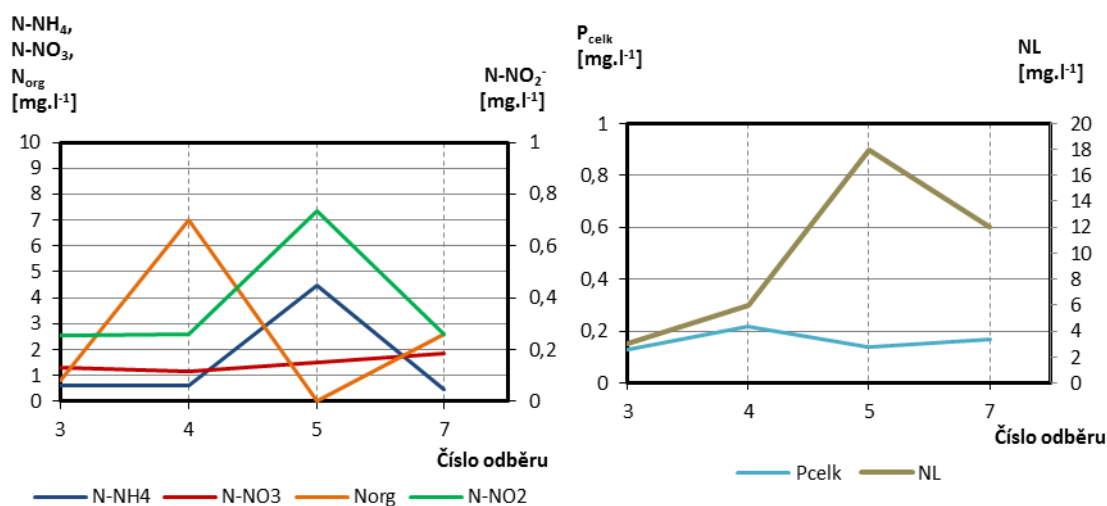 N-NH₄,
N-NO₃,
N_org
[mg.l⁻¹]
N-NO₂⁻
[mg.l⁻¹]
10
9
8
7
6
5
4
3
2
1
0
1
0,8
0,6
0,4
0,2
0
3 4 5 7
Číslo odběru
N-NH4 N-NO3 Norg N-NO2
P_celk
[mg.l⁻¹]
NL
[mg.l⁻¹]
1
0,8
0,6
0,4
0,2
0
20
18
16
14
12
10
8
6
4
2
0
3 4 5 7
Číslo odběru
Pcelk NL